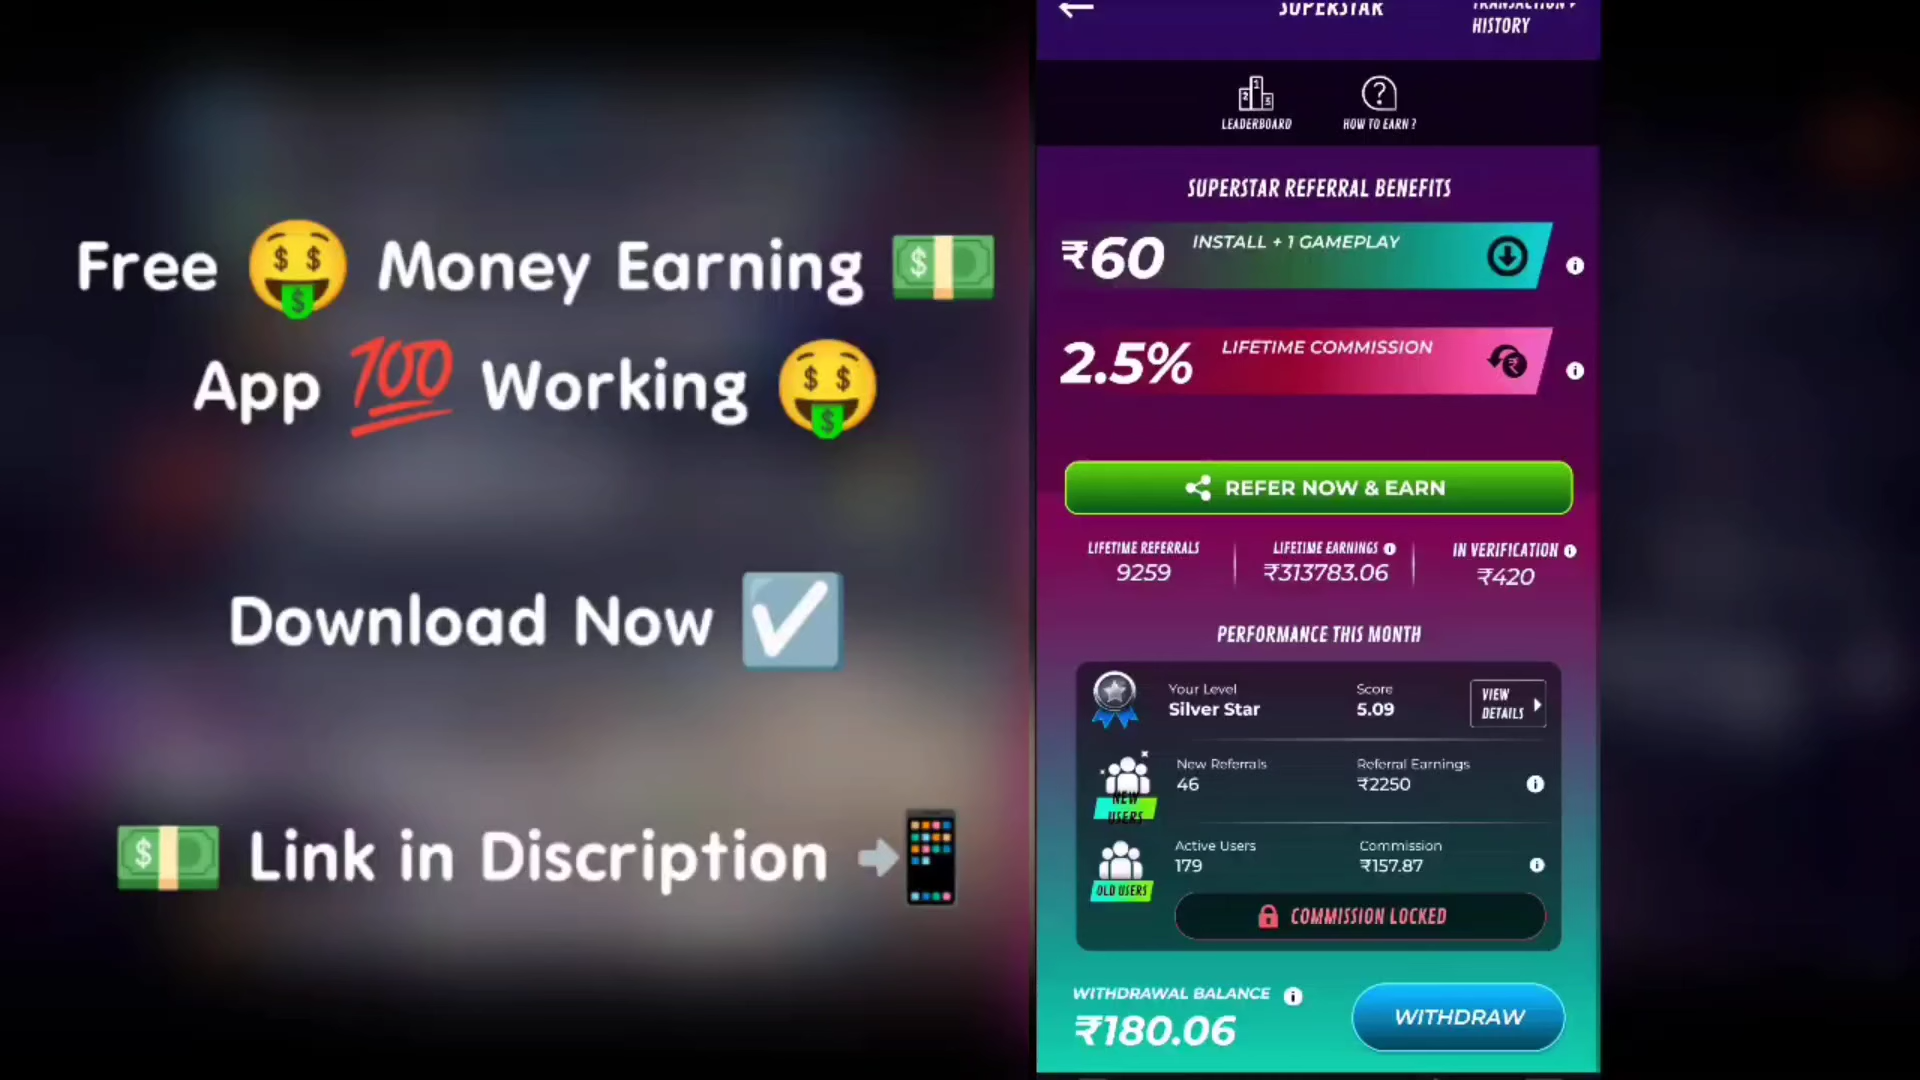 Free 🤑 Money Earning 💵
App 💯 Working 🤑
Download Now ☑️
💵 Link in Discription 📲
SUPERSTAR
TRANSACTION
HISTORY
LEADERBOARD
HOW TO EARN ?
SUPERSTAR REFERRAL BENEFITS
₹60 INSTALL + 1 GAMEPLAY
2.5% LIFETIME COMMISSION
REFER NOW & EARN
LIFETIME REFERRALS
9259
LIFETIME EARNINGS
₹313783.06
IN VERIFICATION
₹420
PERFORMANCE THIS MONTH
Your Level
Silver Star
Score
5.09
VIEW
DETAILS
New Referrals
46
Referral Earnings
₹2250
NEW
USERS
Active Users
179
Commission
₹157.87
OLD USERS
COMMISSION LOCKED
WITHDRAWAL BALANCE
₹180.06
WITHDRAW